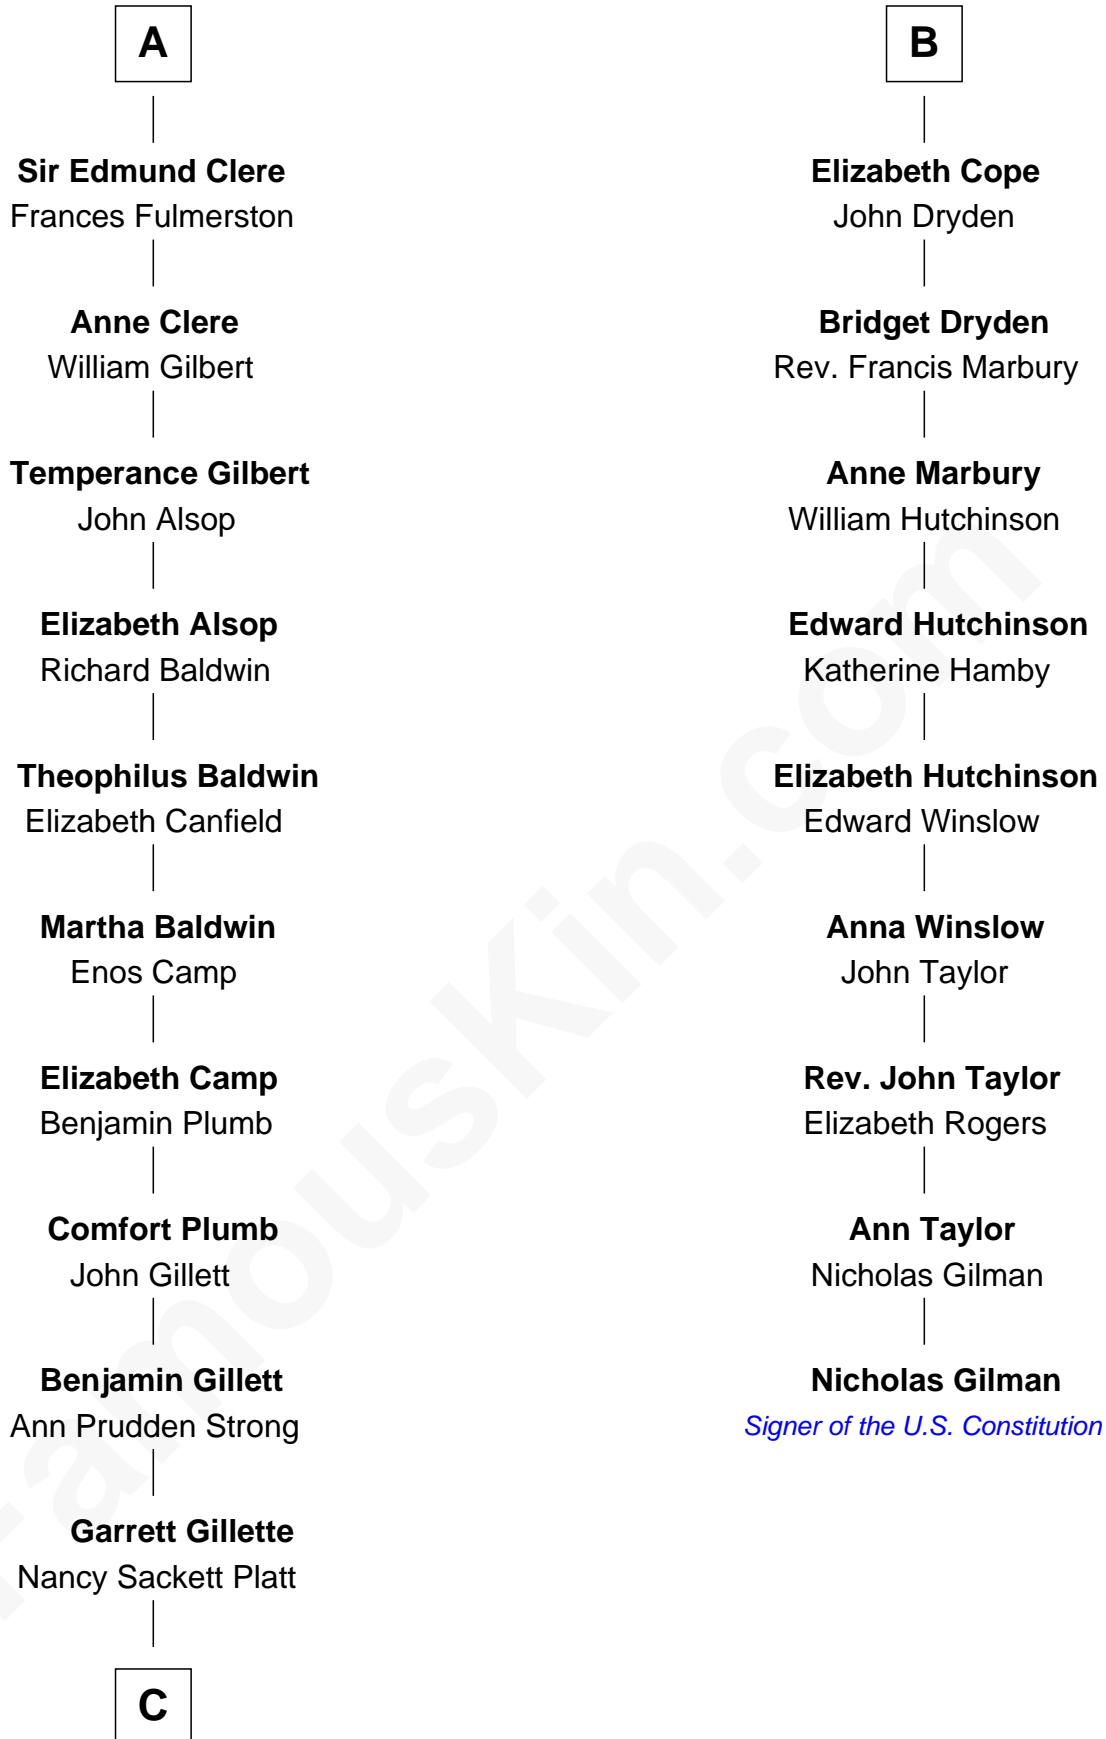 A
Sir Edmund Clere
Frances Fulmerston
Anne Clere
William Gilbert
Temperance Gilbert
John Alsop
Elizabeth Alsop
Richard Baldwin
Theophilus Baldwin
Elizabeth Canfield
Martha Baldwin
Enos Camp
Elizabeth Camp
Benjamin Plumb
Comfort Plumb
John Gillett
Benjamin Gillett
Ann Prudden Strong
Garrett Gillette
Nancy Sackett Platt
C
B
Elizabeth Cope
John Dryden
Bridget Dryden
Rev. Francis Marbury
Anne Marbury
William Hutchinson
Edward Hutchinson
Katherine Hamby
Elizabeth Hutchinson
Edward Winslow
Anna Winslow
John Taylor
Rev. John Taylor
Elizabeth Rogers
Ann Taylor
Nicholas Gilman
Nicholas Gilman
Signer of the U.S. Constitution
FamousKin.com